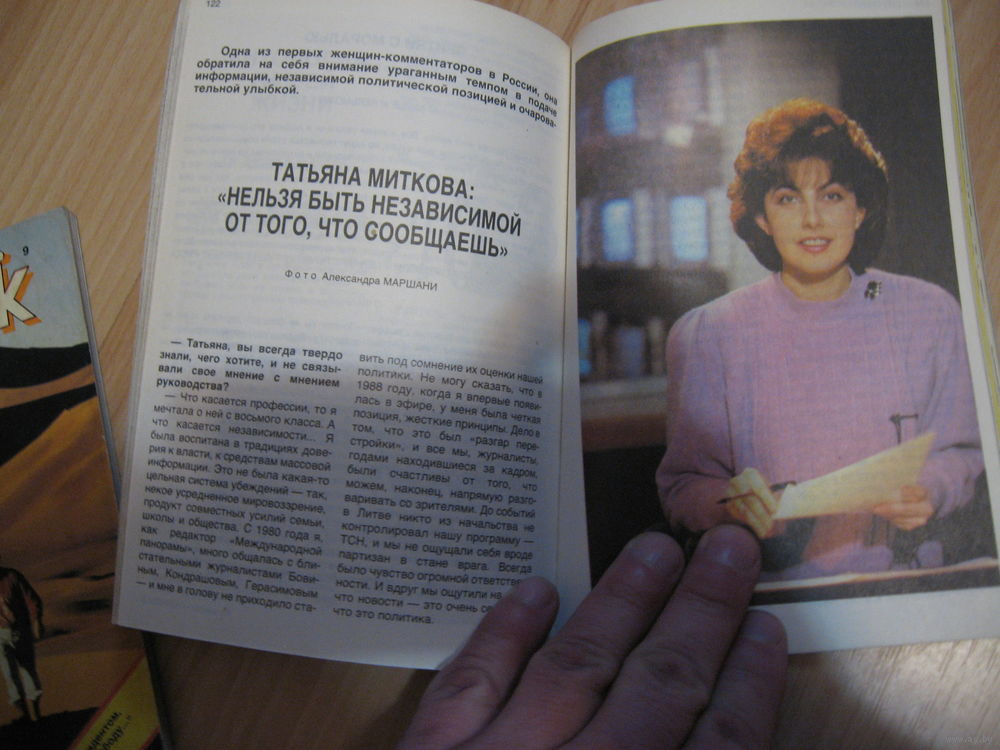 122
Одна из первых женщин-комментаторов в России, она
обратила на себя внимание ураганным темпом в подаче
информации, независимой политической позицией и очарова-
тельной улыбкой.
ТАТЬЯНА МИТКОВА:
«НЕЛЬЗЯ БЫТЬ НЕЗАВИСИМОЙ
ОТ ТОГО, ЧТО СООБЩАЕШЬ»
Фото Александра МАРШАНИ
— Татьяна, вы всегда твердо
знали, чего хотите, и не связы-
вали свое мнение с мнением
руководства?
— Что касается профессии, то я
мечтала о ней с восьмого класса. А
что касается независимости... Я
была воспитана в традициях дове-
рия к власти, к средствам массовой
информации. Это не была какая-то
цельная система убеждений — так,
некое усредненное мировоззрение,
продукт совместных усилий семьи,
школы и общества. С 1980 года я,
как редактор «Международной
панорамы», много общалась с бли-
стательными журналистами Бови-
ным, Кондрашовым, Герасимовым
— и мне в голову не приходило ста-
вить под сомнение их оценки нашей
политики. Не могу сказать, что в
1988 году, когда я впервые появи-
лась в эфире, у меня была четкая
позиция, жесткие принципы. Дело в
том, что это был «разгар пере-
стройки», и все мы, журналисты,
годами находившиеся за кадром,
были счастливы от того, что
можем, наконец, напрямую разго-
варивать со зрителями. До событий
в Литве никто из начальства не
контролировал нашу программу —
ТСН, и мы не ощущали себя вроде
партизан в стане врага. Всегда
было чувство огромной ответствен-
ности. И вдруг мы ощутили на
что новости — это очень
что это политика.
9
К